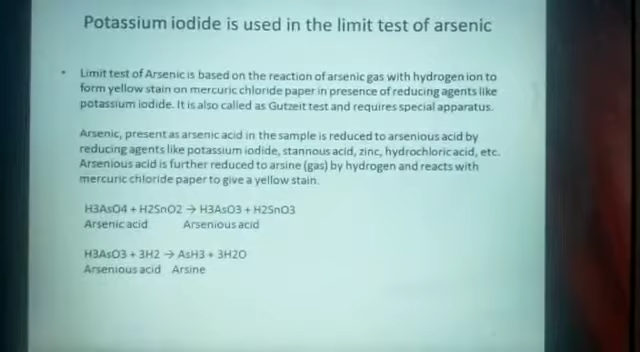 Potassium iodide is used in the limit test of arsenic
• Limit test of Arsenic is based on the reaction of arsenic gas with hydrogen ion to
form yellow stain on mercuric chloride paper in presence of reducing agents like
potassium iodide. It is also called as Gutzeit test and requires special apparatus.
Arsenic, present as arsenic acid in the sample is reduced to arsenious acid by
reducing agents like potassium iodide, stannous acid, zinc, hydrochloric acid, etc.
Arsenious acid is further reduced to arsine (gas) by hydrogen and reacts with
mercuric chloride paper to give a yellow stain.
H3AsO4 + H2SnO2 → H3AsO3 + H2SnO3
Arsenic acid Arsenious acid
H3AsO3 + 3H2 → AsH3 + 3H2O
Arsenious acid Arsine